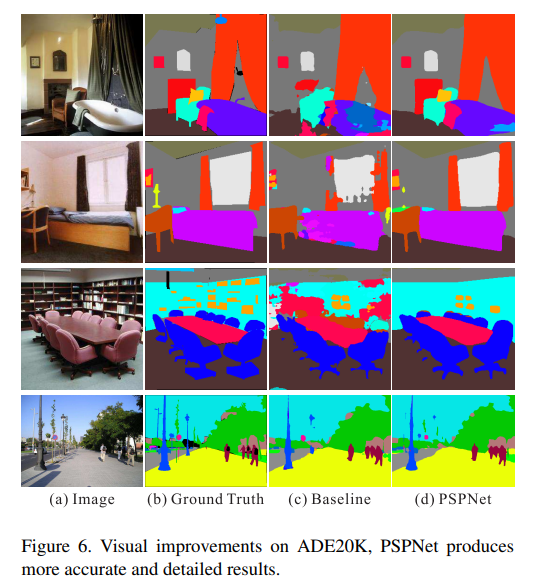 (a) Image (b) Ground Truth (c) Baseline (d) PSPNet
Figure 6. Visual improvements on ADE20K, PSPNet produces
more accurate and detailed results.